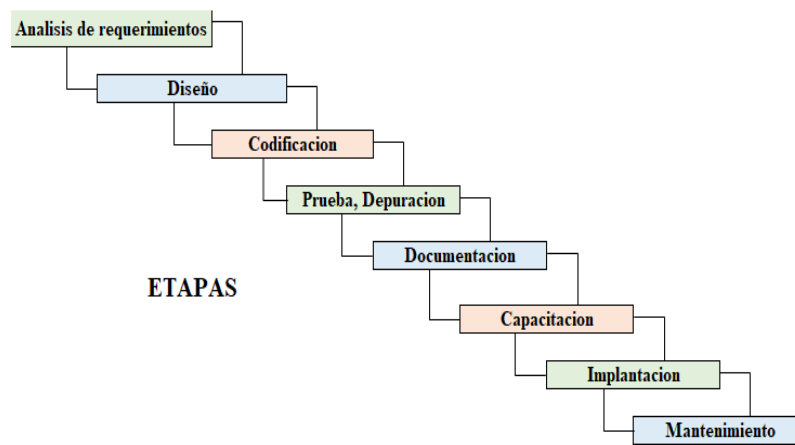 Analisis de requerimientos
Diseño
Codificacion
Prueba, Depuracion
Documentacion
ETAPAS
Capacitacion
Implantacion
Mantenimiento